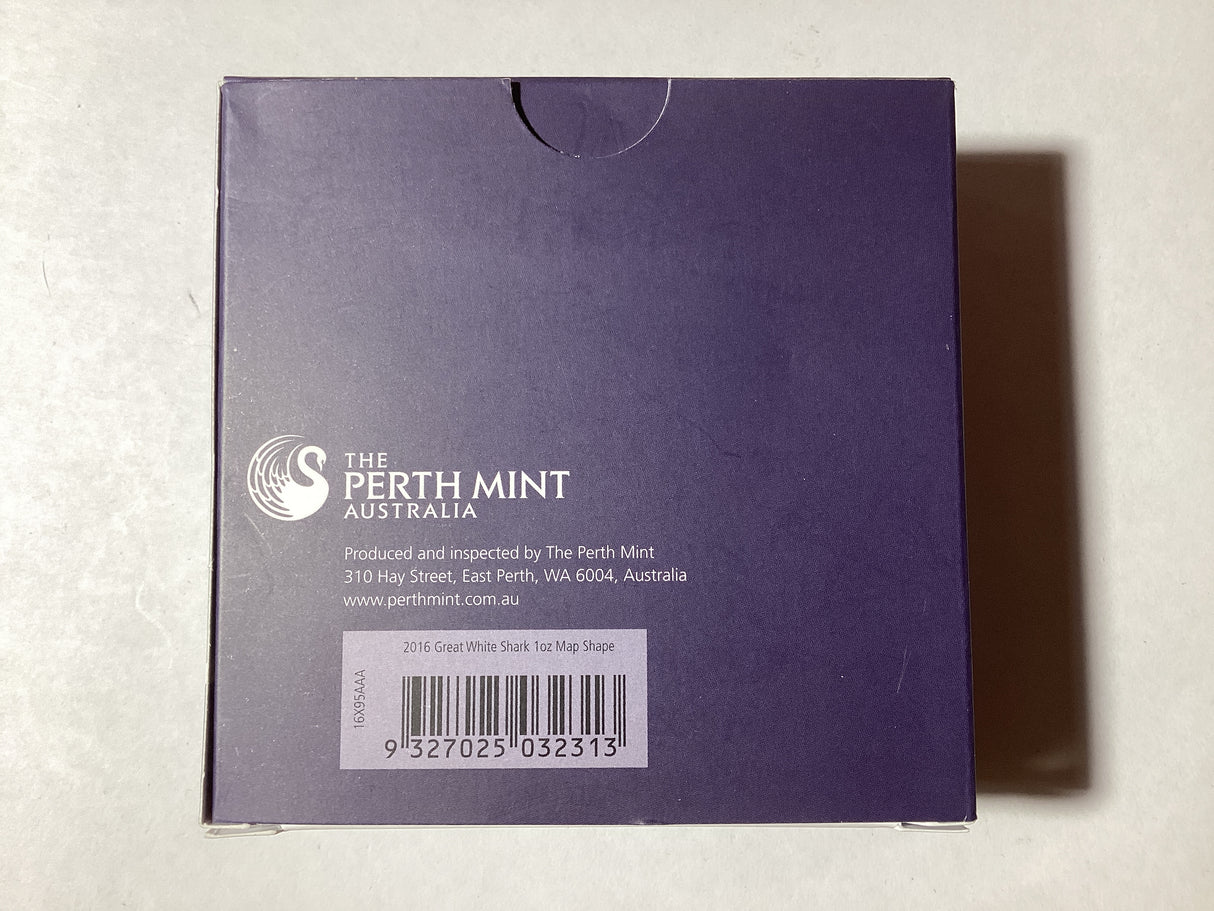 THE
PERTH MINT
AUSTRALIA
Produced and inspected by The Perth Mint
310 Hay Street, East Perth, WA 6004, Australia
www.perthmint.com.au
2016 Great White Shark 1oz Map Shape
16X95AAA
9 327025 032313